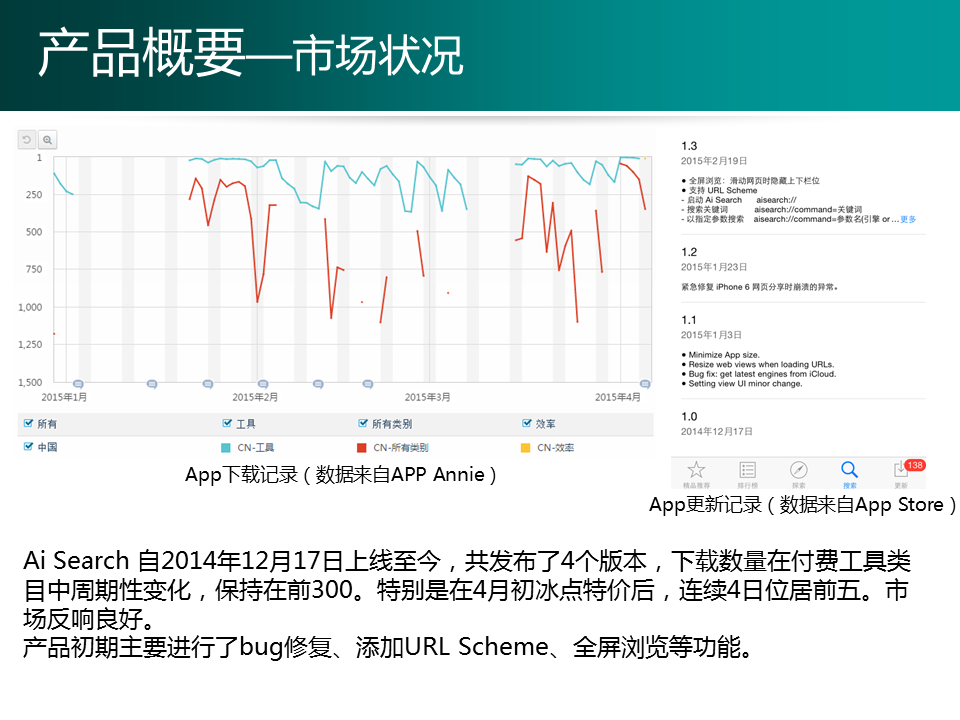 产品概要—市场状况
1
250
500
750
1,000
1,250
1,500
2015年1月
2015年2月
2015年3月
2015年4月
所有
工具
所有类别
效率
中国
CN-工具
CN-所有类别
CN-效率
App下载记录（数据来自APP Annie）
1.3
2015年2月19日
● 全屏浏览：滑动网页时隐藏上下栏位
● 支持 URL Scheme
- 启动 Ai Search aisearch://
- 搜索关键词 aisearch://command=关键词
- 以指定参数搜索 aisearch://command=参数名(引擎 or ...更多
1.2
2015年1月23日
紧急修复 iPhone 6 网页分享时崩溃的异常。
1.1
2015年1月3日
● Minimize App size.
● Resize web views when loading URLs.
● Bug fix: get latest engines from iCloud.
● Setting view UI minor change.
1.0
2014年12月17日
138
精品推荐
排行榜
探索
搜索
更新
App更新记录（数据来自App Store）
Ai Search 自2014年12月17日上线至今，共发布了4个版本，下载数量在付费工具类
目中周期性变化，保持在前300。特别是在4月初冰点特价后，连续4日位居前五。市
场反响良好。
产品初期主要进行了bug修复、添加URL Scheme、全屏浏览等功能。